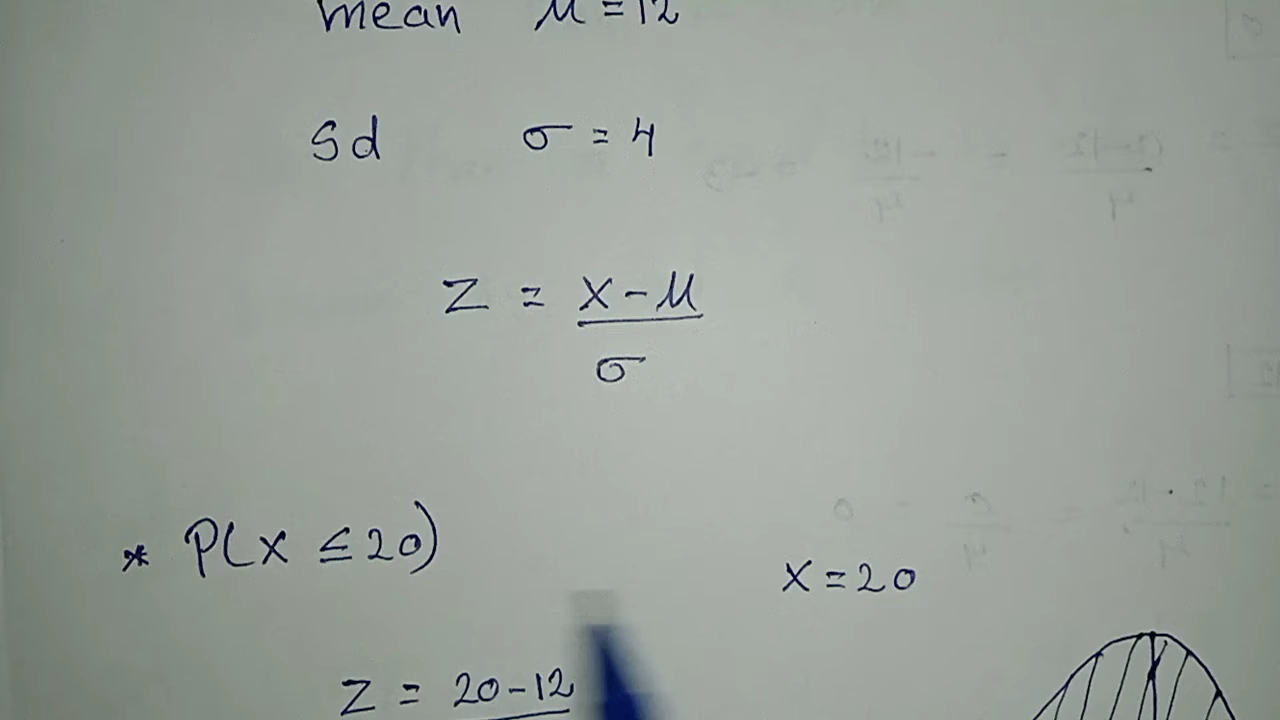 mean μ = 12
Sd σ = 4
Z = X - μ
σ
* P(X ≤ 20)
X = 20
Z = 20 - 12